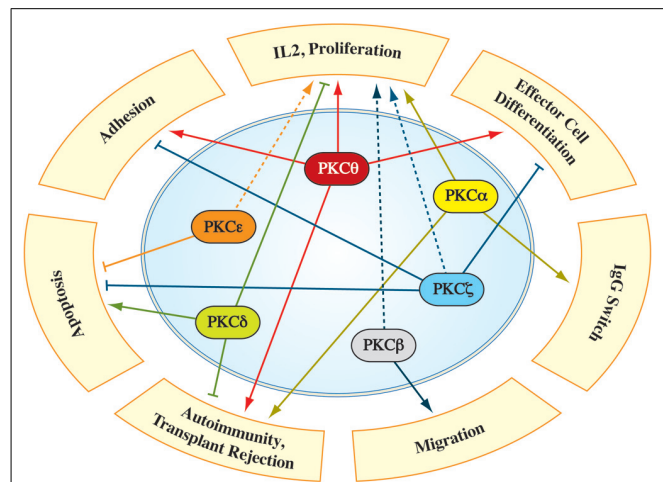 IL2, Proliferation
Adhesion
Effector Cell
Differentiation
PKCθ
PKCα
PKCε
PKCζ
Apoptosis
IgG Switch
PKCδ
PKCβ
Autoimmunity,
Transplant Rejection
Migration